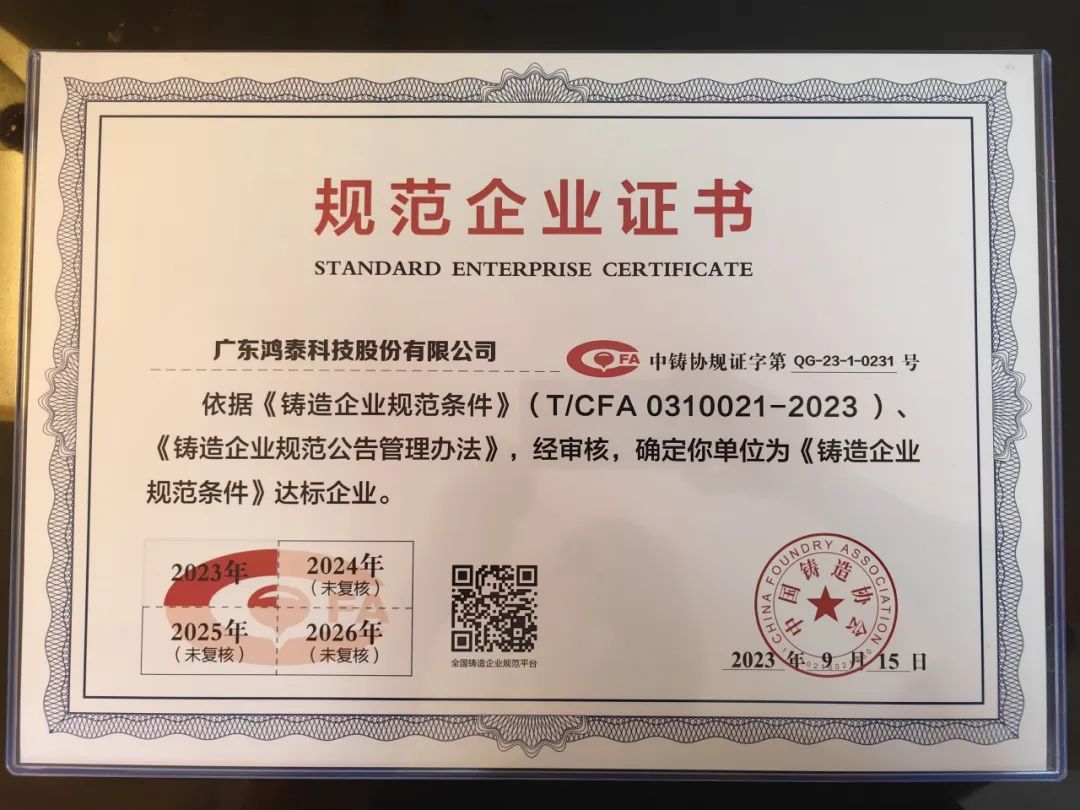 规范企业证书
STANDARD ENTERPRISE CERTIFICATE
广东鸿泰科技股份有限公司
CFA 中铸协规证字第 QG-23-1-0231 号
依据《铸造企业规范条件》（T/CFA 0310021-2023 ）、
《铸造企业规范公告管理办法》，经审核，确定你单位为《铸造企业
规范条件》达标企业。
2023年
2024年
（未复核）
2025年
（未复核）
2026年
（未复核）
CFA
全国铸造企业规范平台
CHINA FOUNDRY ASSOCIATION
中国铸造协会
2023 年 9 月 15 日